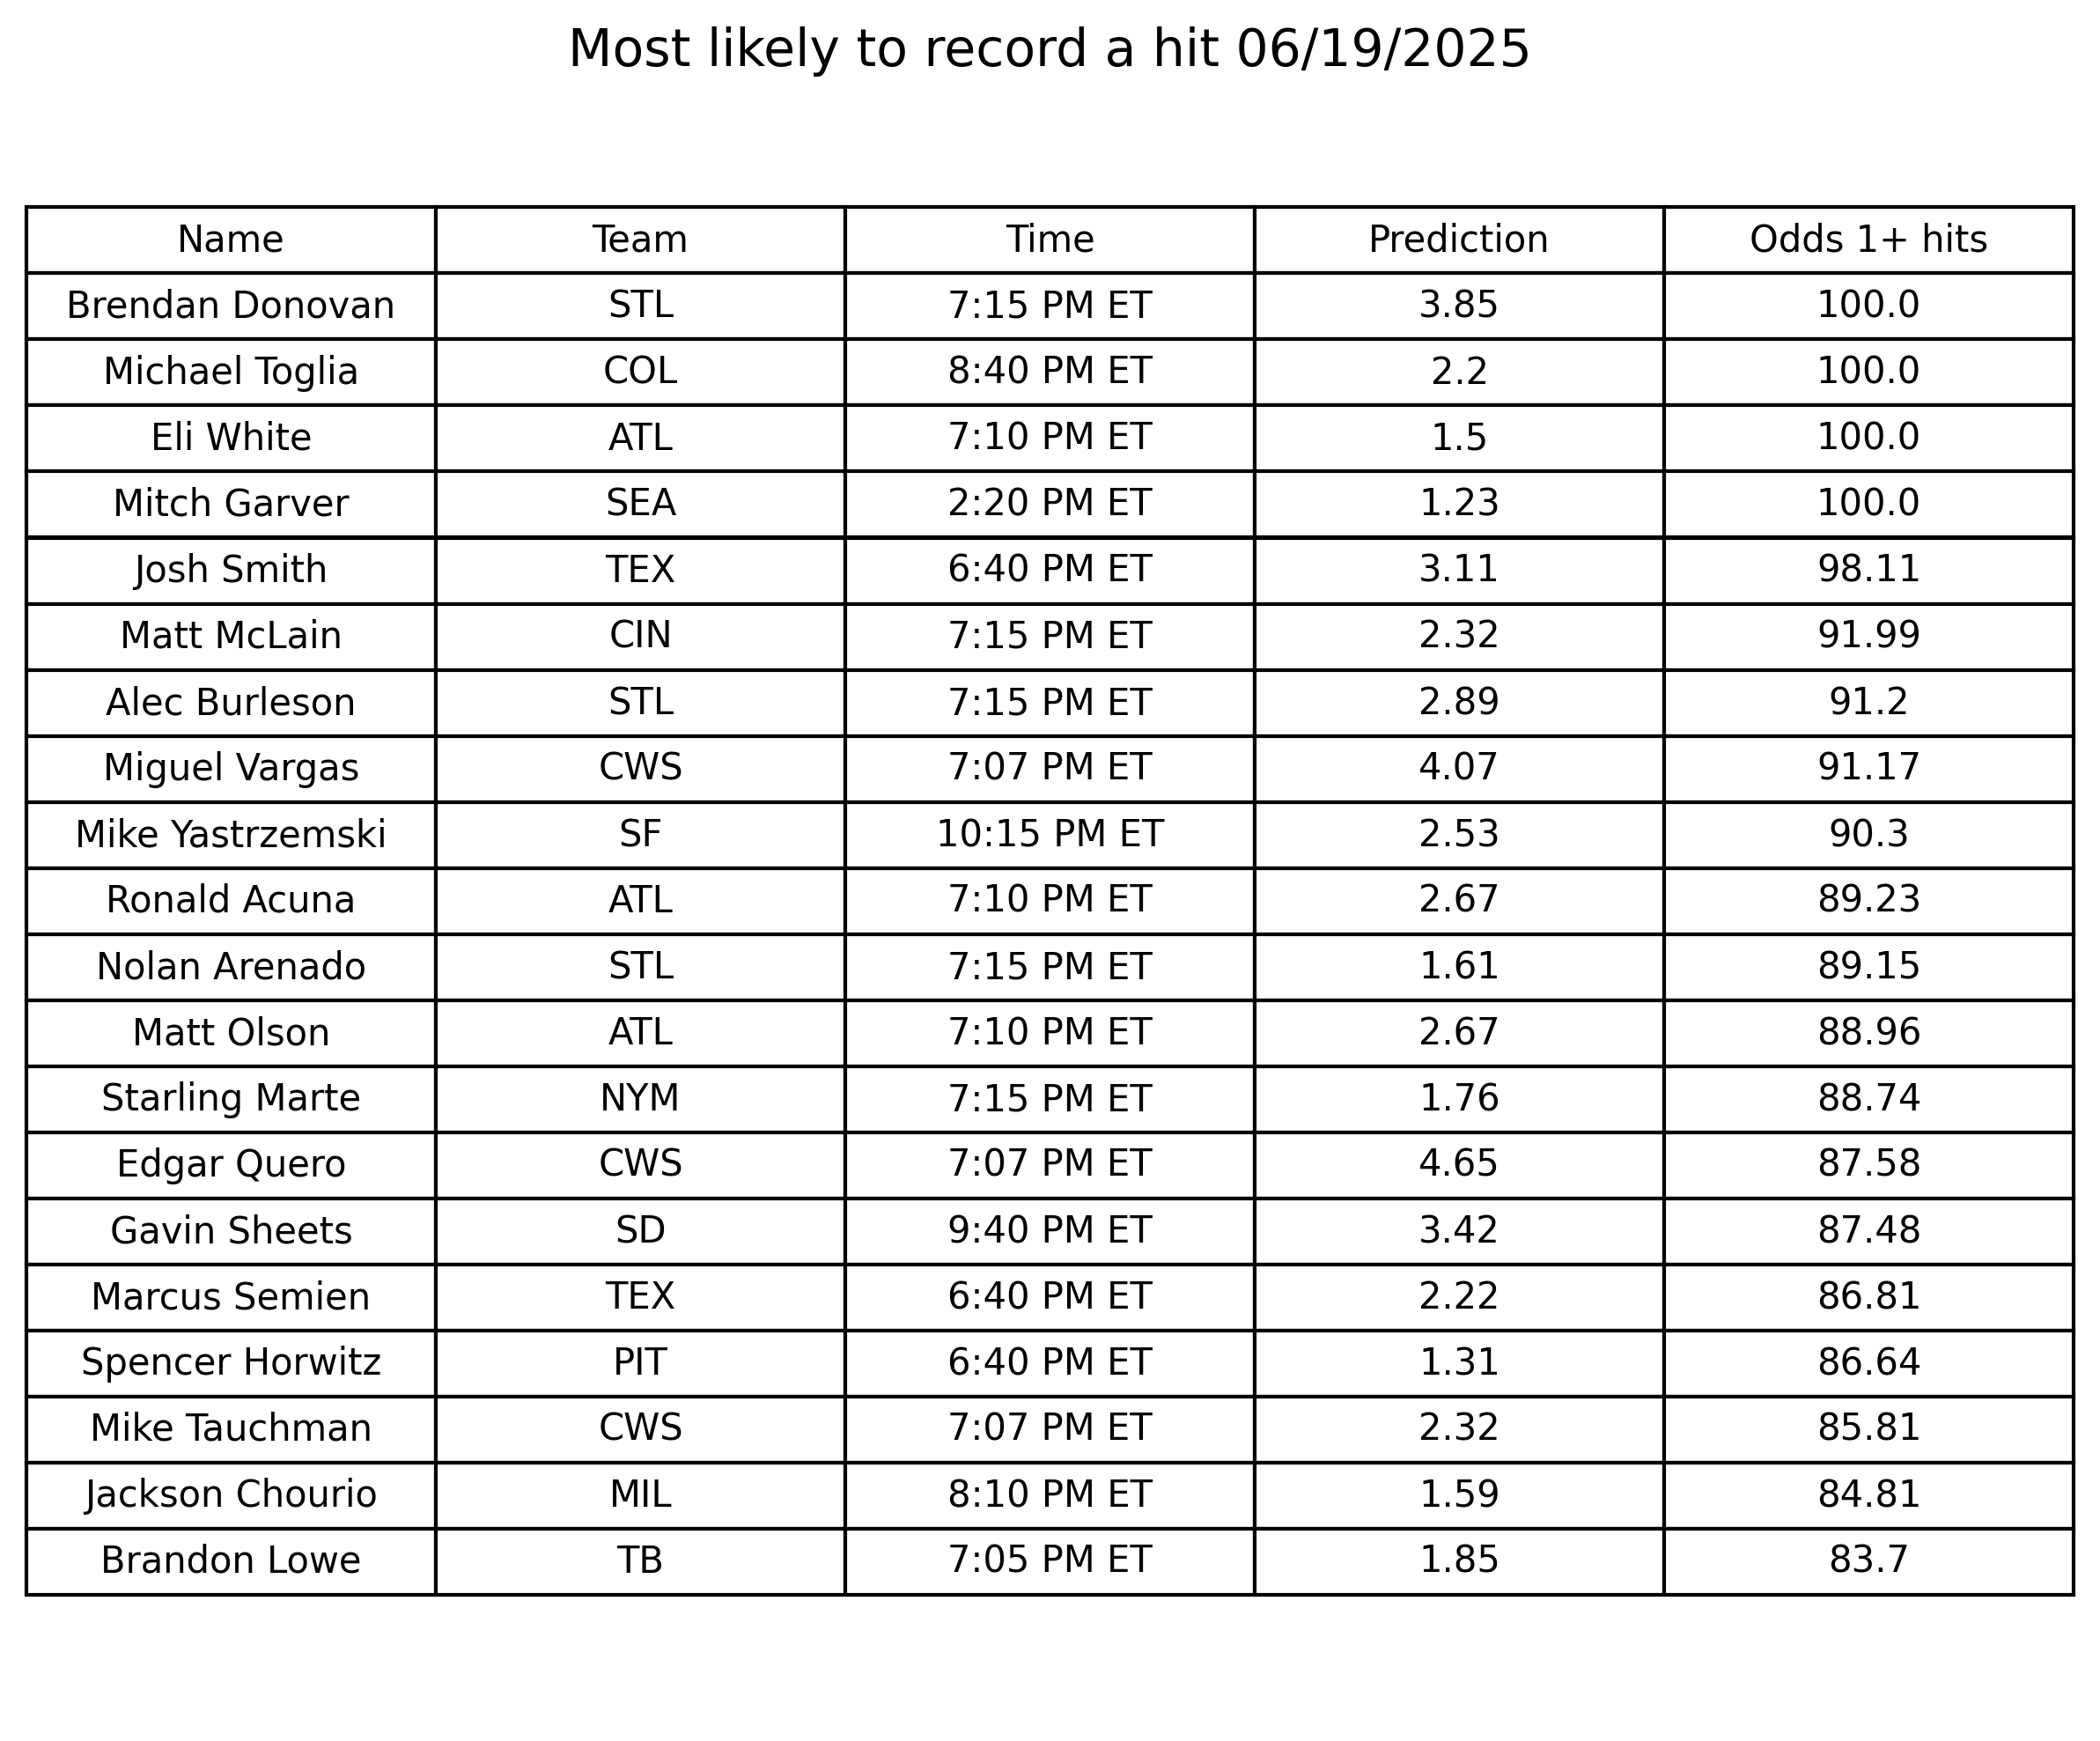 Most likely to record a hit 06/19/2025
Name Team Time Prediction Odds 1+ hits
Brendan Donovan STL 7:15 PM ET 3.85 100.0
Michael Toglia COL 8:40 PM ET 2.2 100.0
Eli White ATL 7:10 PM ET 1.5 100.0
Mitch Garver SEA 2:20 PM ET 1.23 100.0
Josh Smith TEX 6:40 PM ET 3.11 98.11
Matt McLain CIN 7:15 PM ET 2.32 91.99
Alec Burleson STL 7:15 PM ET 2.89 91.2
Miguel Vargas CWS 7:07 PM ET 4.07 91.17
Mike Yastrzemski SF 10:15 PM ET 2.53 90.3
Ronald Acuna ATL 7:10 PM ET 2.67 89.23
Nolan Arenado STL 7:15 PM ET 1.61 89.15
Matt Olson ATL 7:10 PM ET 2.67 88.96
Starling Marte NYM 7:15 PM ET 1.76 88.74
Edgar Quero CWS 7:07 PM ET 4.65 87.58
Gavin Sheets SD 9:40 PM ET 3.42 87.48
Marcus Semien TEX 6:40 PM ET 2.22 86.81
Spencer Horwitz PIT 6:40 PM ET 1.31 86.64
Mike Tauchman CWS 7:07 PM ET 2.32 85.81
Jackson Chourio MIL 8:10 PM ET 1.59 84.81
Brandon Lowe TB 7:05 PM ET 1.85 83.7